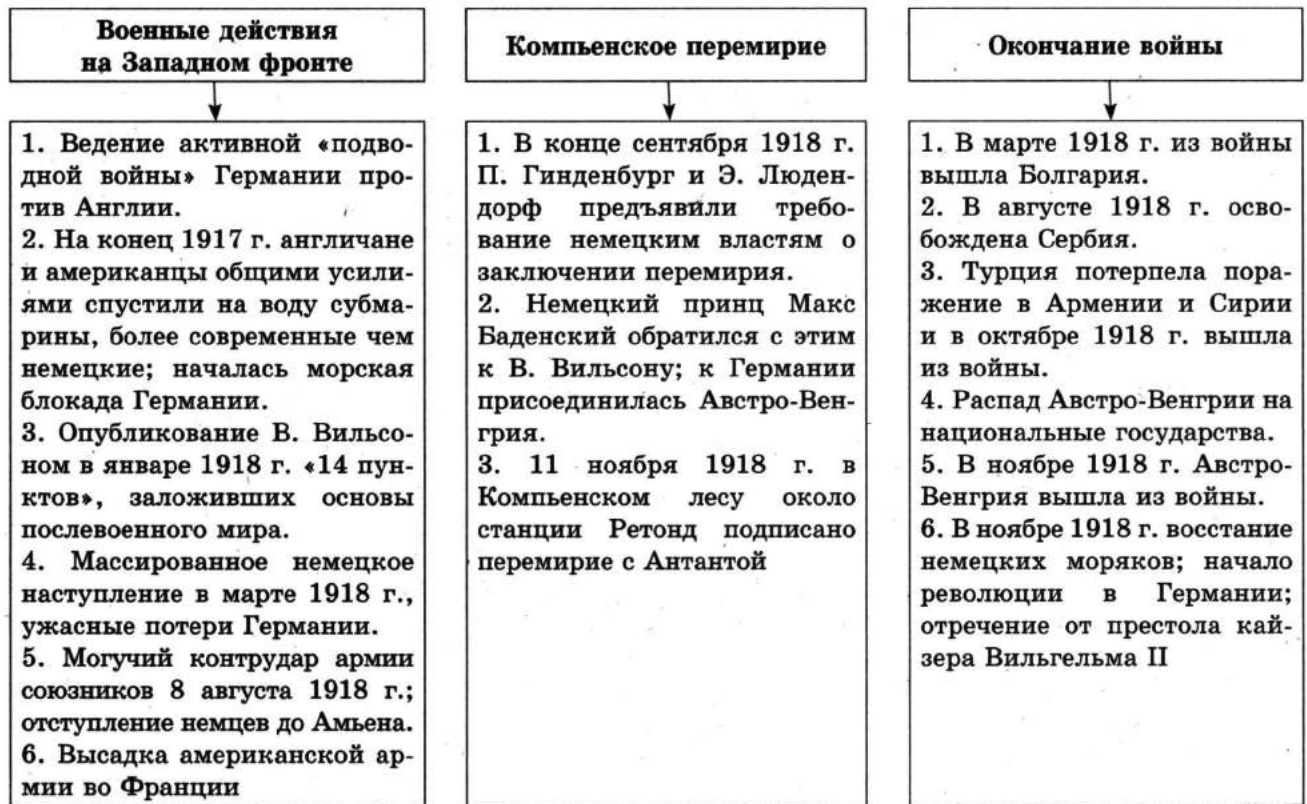 Военные действия
на Западном фронте
1. Ведение активной «подво-
дной войны» Германии про-
тив Англии.
2. На конец 1917 г. англичане
и американцы общими усили-
ями спустили на воду субма-
рины, более современные чем
немецкие; началась морская
блокада Германии.
3. Опубликование В. Вильсо-
ном в январе 1918 г. «14 пун-
ктов», заложивших основы
послевоенного мира.
4. Массированное немецкое
наступление в марте 1918 г.,
ужасные потери Германии.
5. Могучий контрудар армии
союзников 8 августа 1918 г.;
отступление немцев до Амьена.
6. Высадка американской ар-
мии во Франции
Компьенское перемирие
1. В конце сентября 1918 г.
П. Гинденбург и Э. Люден-
дорф предъявили требо-
вание немецким властям о
заключении перемирия.
2. Немецкий принц Макс
Баденский обратился с этим
к В. Вильсону; к Германии
присоединилась Австро-Вен-
грия.
3. 11 ноября 1918 г. в
Компьенском лесу около
станции Ретонд подписано
перемирие с Антантой
Окончание войны
1. В марте 1918 г. из войны
вышла Болгария.
2. В августе 1918 г. осво-
бождена Сербия.
3. Турция потерпела пора-
жение в Армении и Сирии
и в октябре 1918 г. вышла
из войны.
4. Распад Австро-Венгрии на
национальные государства.
5. В ноябре 1918 г. Австро-
Венгрия вышла из войны.
6. В ноябре 1918 г. восстание
немецких моряков; начало
революции в Германии;
отречение от престола кай-
зера Вильгельма II